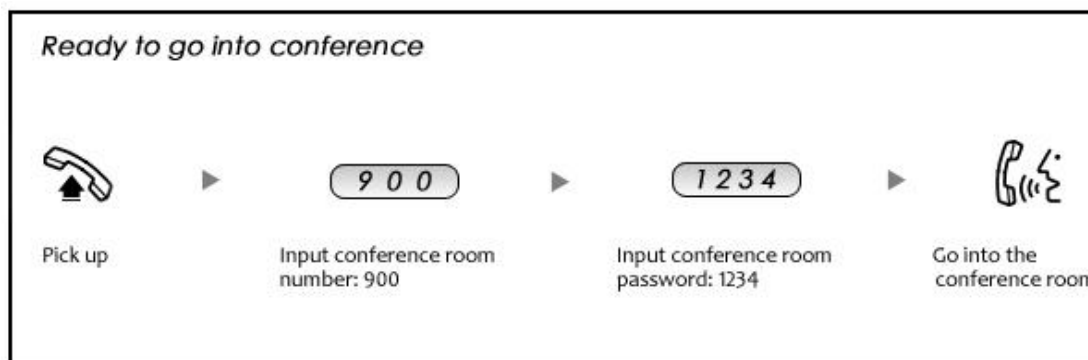 Ready to go into conference
9 0 0
1 2 3 4
Pick up
Input conference room
number: 900
Input conference room
password: 1234
Go into the
conference room